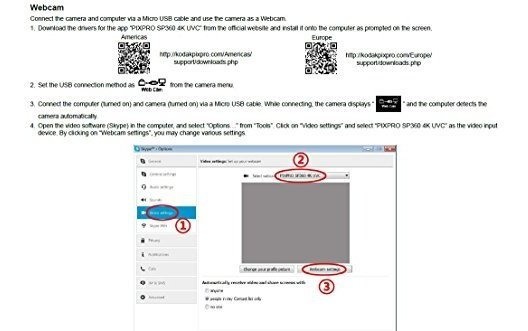 Webcam
Connect the camera and computer via a Micro USB cable and use the camera as a Webcam.
1. Download the drivers for the app "PIXPRO SP360 4K UVC" from the official website and install it onto the computer as prompted on the screen.
Americas
Europe
http://kodakpixpro.com/Americas/
support/downloads.php
http://kodakpixpro.com/Europe/
support/downloads.php
2. Set the USB connection method as Web Cam from the camera menu.
3. Connect the computer (turned on) and camera (turned on) via a Micro USB cable. While connecting, the camera displays " Web Cam " and the computer detects the
camera automatically
4. Open the video software (Skype) in the computer, and select "Options..." from "Tools". Click on "Video settings" and select "PIXPRO SP360 4K UVC" as the video input
device. By clicking on "Webcam settings", you may change various settings.
Skype™ - Options
General
Video settings: Set up your webcam
2
General settings
Select webcam
PIXPRO SP360 4K UVC
Audio settings
Sounds
Video settings
1
Skype WiFi
Privacy
Notifications
Calls
Change your profile picture
Webcam settings
3
Automatically receive video and share screens with:
anyone
people in my Contact list only
no one
Advanced